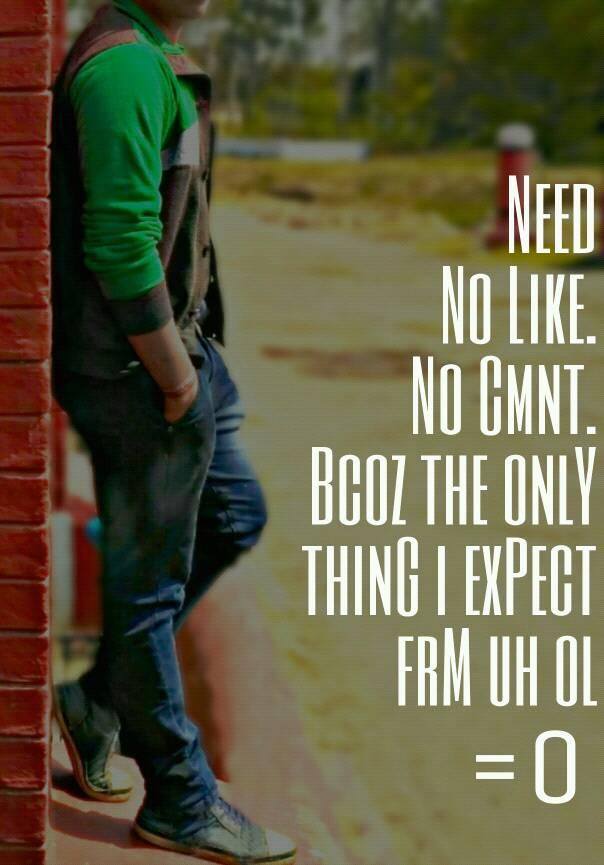 Need
No Like.
No Cmnt.
Bcoz the onlY
thinG i exPect
frM uh ol
= 0